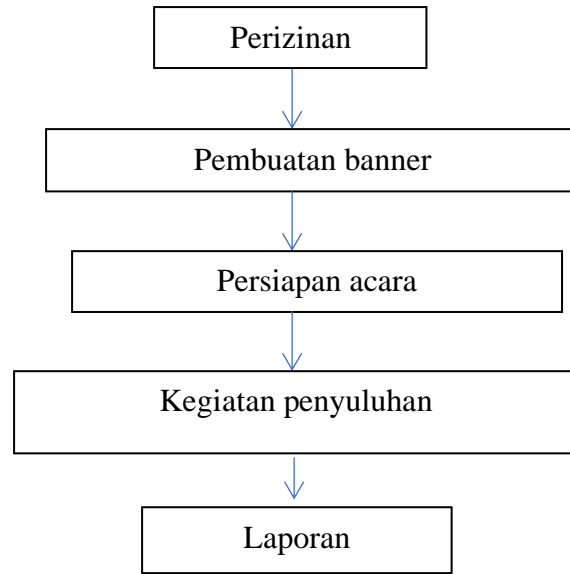 Perizinan
Pembuatan banner
Persiapan acara
Kegiatan penyuluhan
Laporan